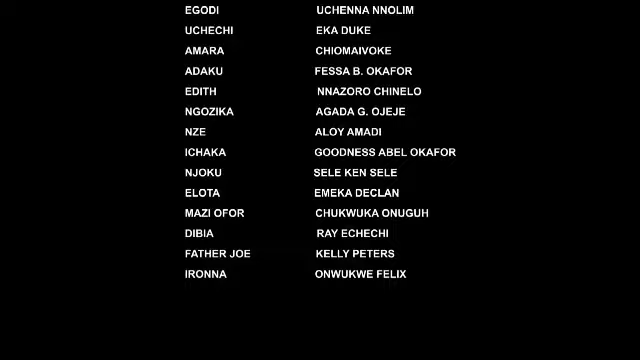 EGODI UCHENNA NNOLIM
UCHECHI EKA DUKE
AMARA CHIOMAIVOKE
ADAKU FESSA B. OKAFOR
EDITH NNAZORO CHINELO
NGOZIKA AGADA G. OJEJE
NZE ALOY AMADI
ICHAKA GOODNESS ABEL OKAFOR
NJOKU SELE KEN SELE
ELOTA EMEKA DECLAN
MAZI OFOR CHUKWUKA ONUGUH
DIBIA RAY ECHECHI
FATHER JOE KELLY PETERS
IRONNA ONWUKWE FELIX